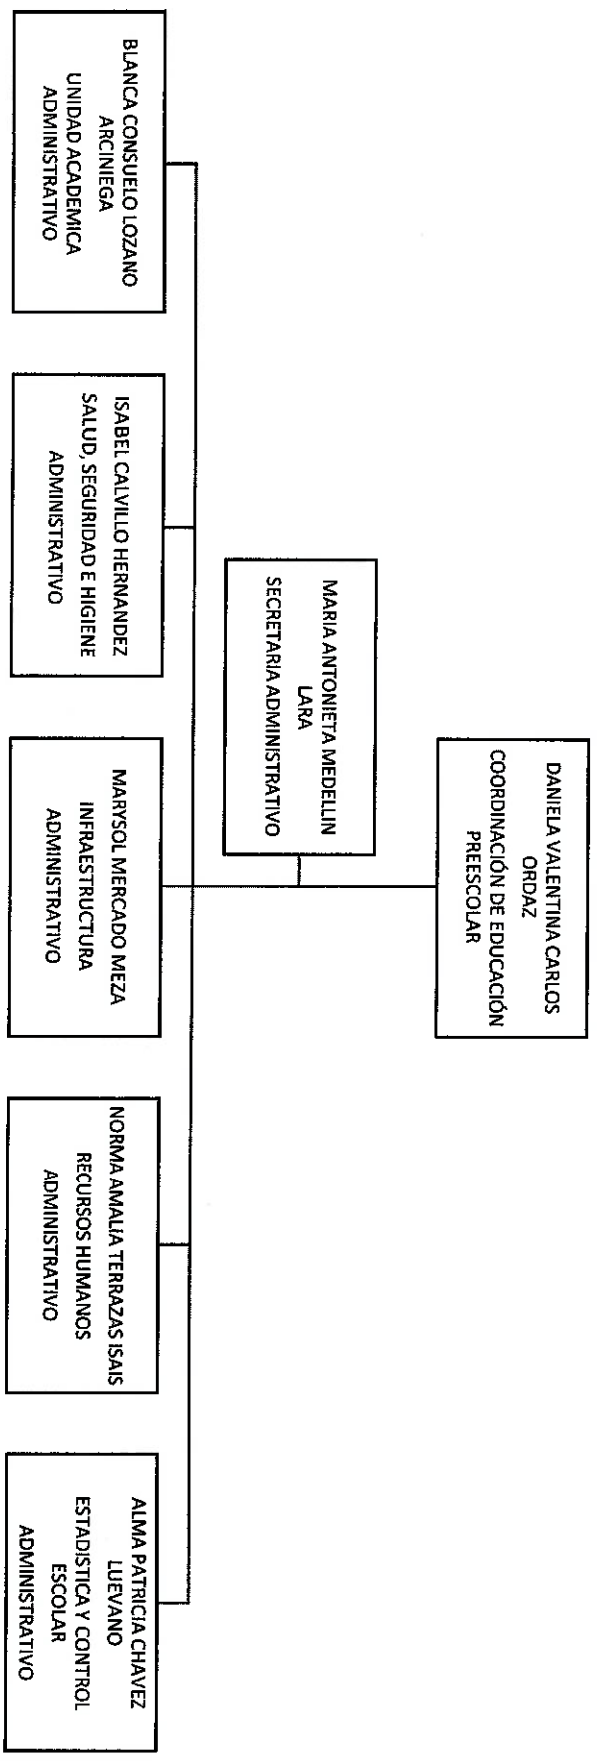 DANIELA VALENTINA CARLOS
ORDAZ
COORDINACIÓN DE EDUCACIÓN
PREESCOLAR
MARIA ANTONIETA MEDELLIN
LARA
SECRETARIA ADMINISTRATIVO
BLANCA CONSUELO LOZANO
ARCINIEGA
UNIDAD ACADEMICA
ADMINISTRATIVO
ISABEL CALVILLO HERNANDEZ
SALUD, SEGURIDAD E HIGIENE
ADMINISTRATIVO
MARYSOL MERCADO MEZA
INFRAESTRUCTURA
ADMINISTRATIVO
NORMA AMALIA TERRAZAS ISAIS
RECURSOS HUMANOS
ADMINISTRATIVO
ALMA PATRICIA CHAVEZ
LUEVANO
ESTADISTICA Y CONTROL
ESCOLAR
ADMINISTRATIVO